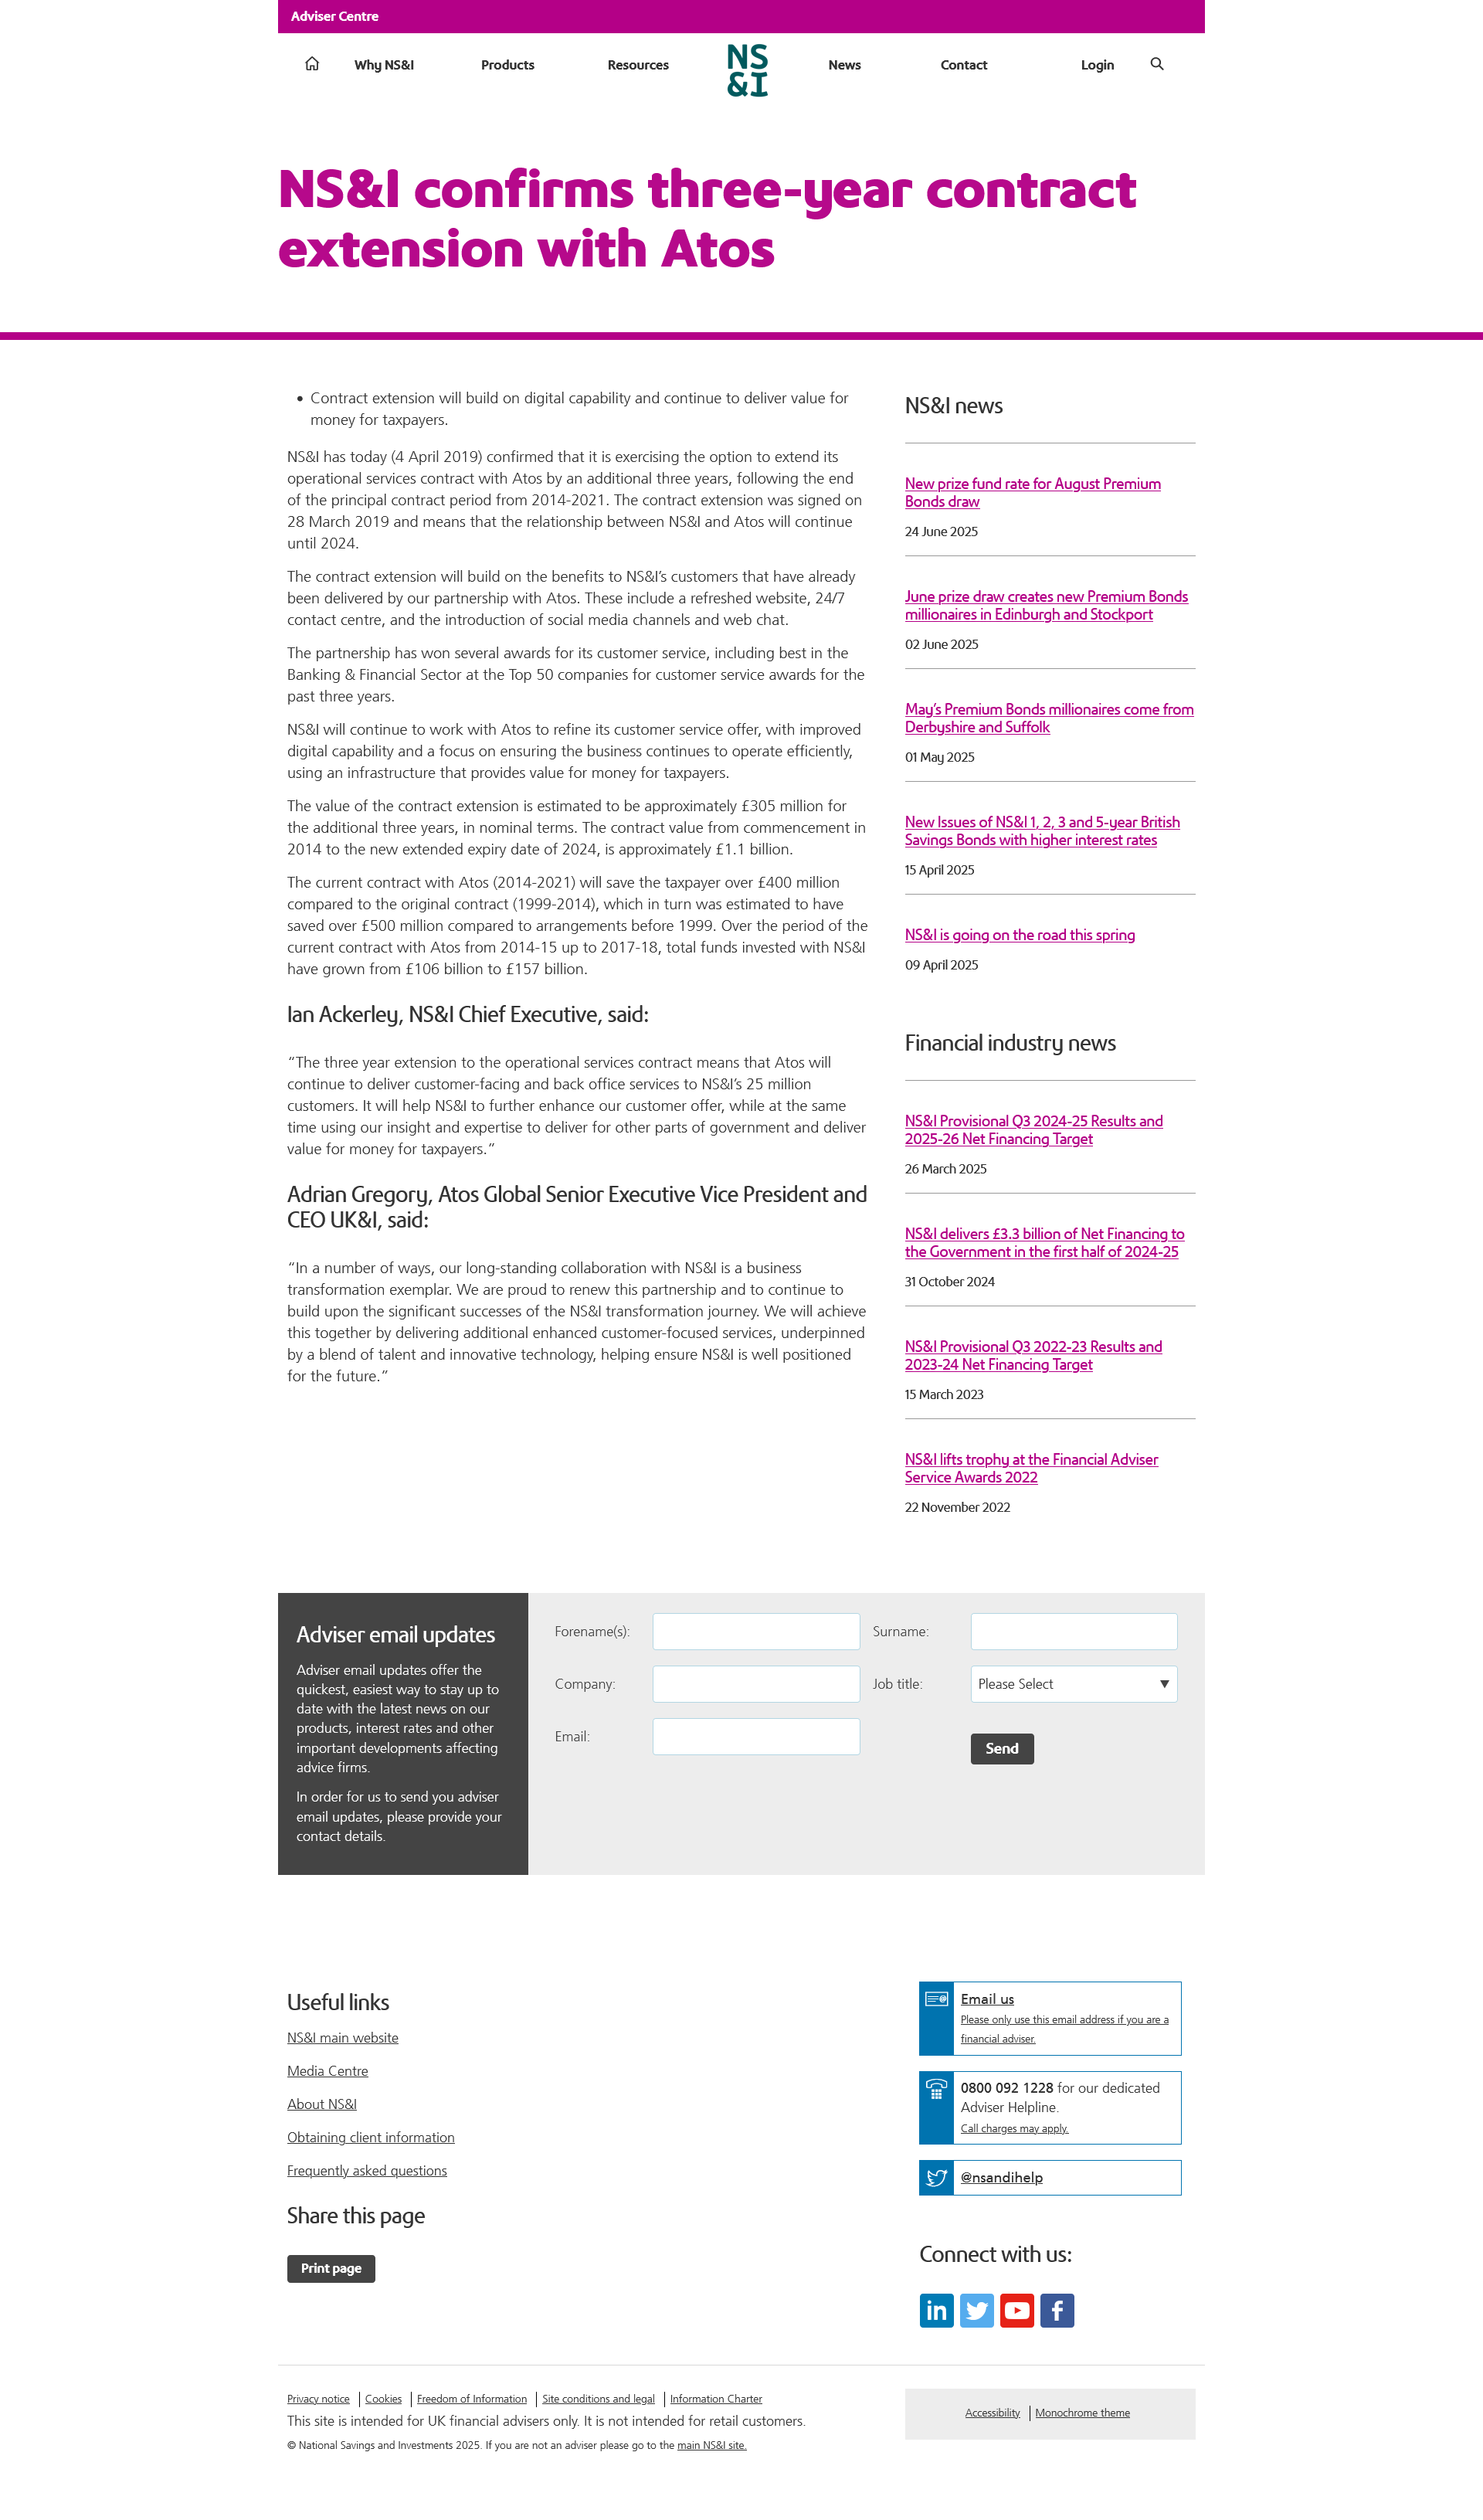 Adviser Centre
Why NS&I
Products
Resources
NS
&I
News
Contact
Login
NS&I confirms three-year contract
extension with Atos
• Contract extension will build on digital capability and continue to deliver value for
money for taxpayers.
NS&I has today (4 April 2019) confirmed that it is exercising the option to extend its
operational services contract with Atos by an additional three years, following the end
of the principal contract period from 2014-2021. The contract extension was signed on
28 March 2019 and means that the relationship between NS&I and Atos will continue
until 2024.
The contract extension will build on the benefits to NS&I's customers that have already
been delivered by our partnership with Atos. These include a refreshed website, 24/7
contact centre, and the introduction of social media channels and web chat.
The partnership has won several awards for its customer service, including best in the
Banking & Financial Sector at the Top 50 companies for customer service awards for the
past three years.
NS&I will continue to work with Atos to refine its customer service offer, with improved
digital capability and a focus on ensuring the business continues to operate efficiently,
using an infrastructure that provides value for money for taxpayers.
The value of the contract extension is estimated to be approximately £305 million for
the additional three years, in nominal terms. The contract value from commencement in
2014 to the new extended expiry date of 2024, is approximately £1.1 billion.
The current contract with Atos (2014-2021) will save the taxpayer over £400 million
compared to the original contract (1999-2014), which in turn was estimated to have
saved over £500 million compared to arrangements before 1999. Over the period of the
current contract with Atos from 2014-15 up to 2017-18, total funds invested with NS&I
have grown from £106 billion to £157 billion.
Ian Ackerley, NS&I Chief Executive, said:
“The three year extension to the operational services contract means that Atos will
continue to deliver customer-facing and back office services to NS&I's 25 million
customers. It will help NS&I to further enhance our customer offer, while at the same
time using our insight and expertise to deliver for other parts of government and deliver
value for money for taxpayers.”
Adrian Gregory, Atos Global Senior Executive Vice President and
CEO UK&I, said:
“In a number of ways, our long-standing collaboration with NS&I is a business
transformation exemplar. We are proud to renew this partnership and to continue to
build upon the significant successes of the NS&I transformation journey. We will achieve
this together by delivering additional enhanced customer-focused services, underpinned
by a blend of talent and innovative technology, helping ensure NS&I is well positioned
for the future.”
NS&I news
New prize fund rate for August Premium
Bonds draw
24 June 2025
June prize draw creates new Premium Bonds
millionaires in Edinburgh and Stockport
02 June 2025
May's Premium Bonds millionaires come from
Derbyshire and Suffolk
01 May 2025
New Issues of NS&I 1, 2, 3 and 5-year British
Savings Bonds with higher interest rates
15 April 2025
NS&I is going on the road this spring
09 April 2025
Financial industry news
NS&I Provisional Q3 2024-25 Results and
2025-26 Net Financing Target
26 March 2025
NS&I delivers £3.3 billion of Net Financing to
the Government in the first half of 2024-25
31 October 2024
NS&I Provisional Q3 2022-23 Results and
2023-24 Net Financing Target
15 March 2023
NS&I lifts trophy at the Financial Adviser
Service Awards 2022
22 November 2022
Adviser email updates
Adviser email updates offer the
quickest, easiest way to stay up to
date with the latest news on our
products, interest rates and other
important developments affecting
advice firms.
In order for us to send you adviser
email updates, please provide your
contact details.
Forename(s):
Surname:
Company:
Job title:
Please Select
Email:
Send
Useful links
NS&I main website
Media Centre
About NS&I
Obtaining client information
Frequently asked questions
Share this page
Print page
Email us
Please only use this email address if you are a
financial adviser.
0800 092 1228 for our dedicated
Adviser Helpline.
Call charges may apply.
@nsandihelp
Connect with us:
Privacy notice
Cookies
Freedom of Information
Site conditions and legal
Information Charter
This site is intended for UK financial advisers only. It is not intended for retail customers.
© National Savings and Investments 2025. If you are not an adviser please go to the main NS&I site.
Accessibility
Monochrome theme